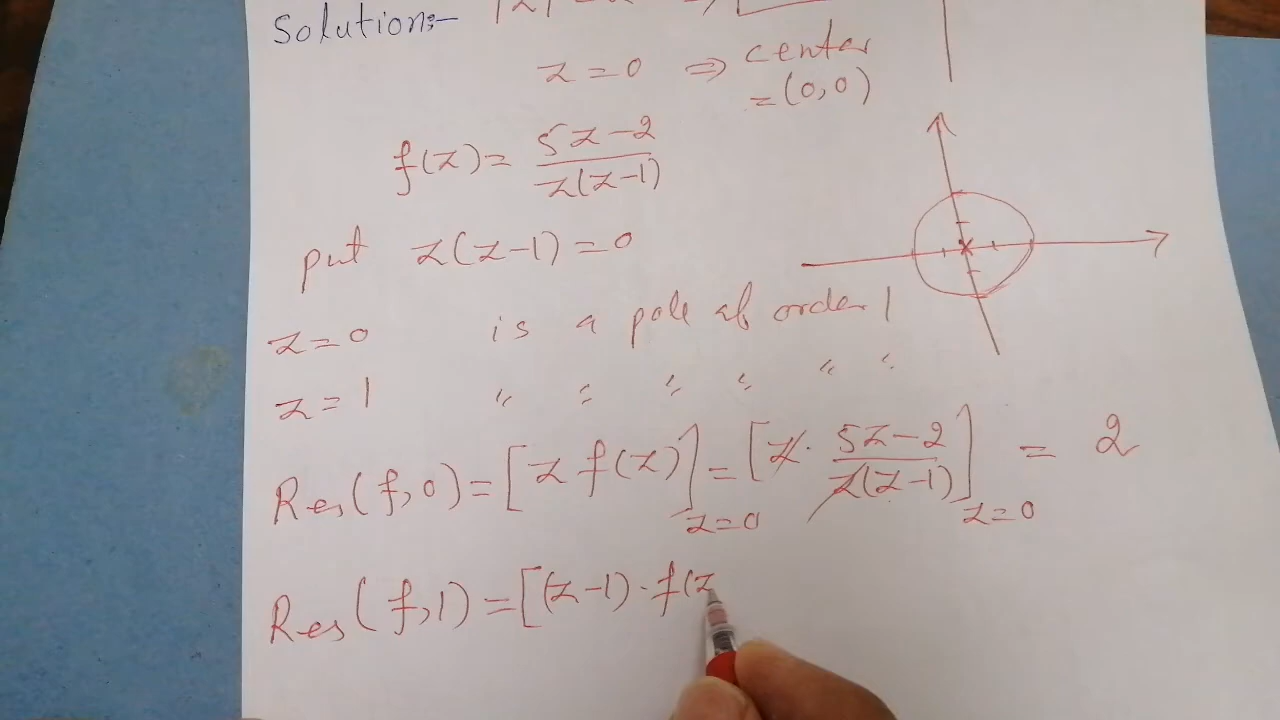 Solution:-
z = 0 ⇒ center
= (0,0)
f(z) = (5z-2)/(z(z-1))
put z(z-1) = 0
z = 0 is a pole of order 1
z = 1 " " " " " "
Res(f,0) = [z f(z)]_{z=0} = [z · (5z-2)/(z(z-1))]_{z=0} = 2
Res(f,1) = [(z-1) · f(z